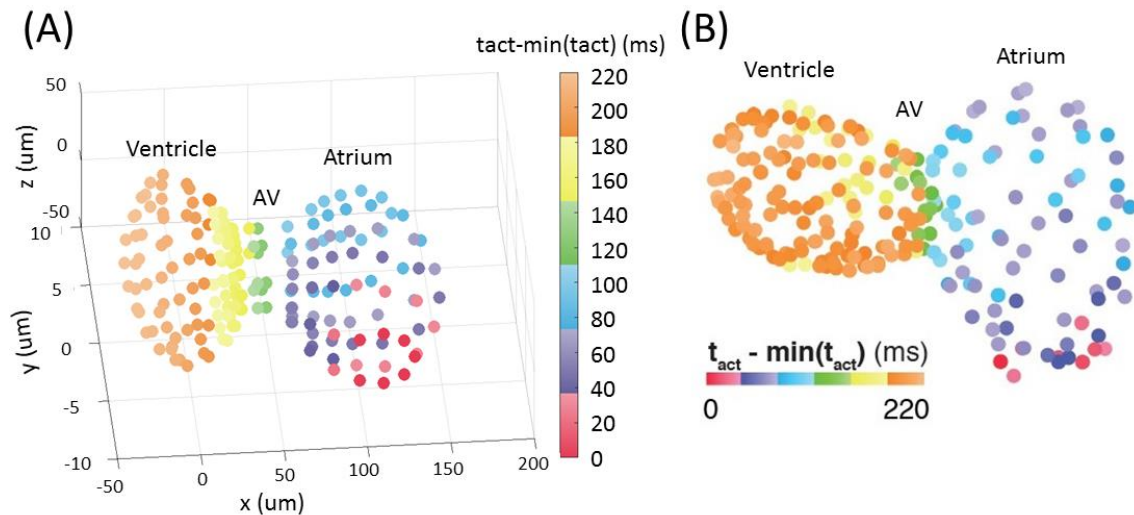 (A)
tact-min(tact) (ms)
220
200
180
160
140
120
100
80
60
40
20
0
50
0
-50
z (um)
10
5
0
-5
-10
y (um)
-50
0
50
100
150
200
x (um)
Ventricle
AV
Atrium
(B)
Ventricle
AV
Atrium
t_act - min(t_act) (ms)
0
220